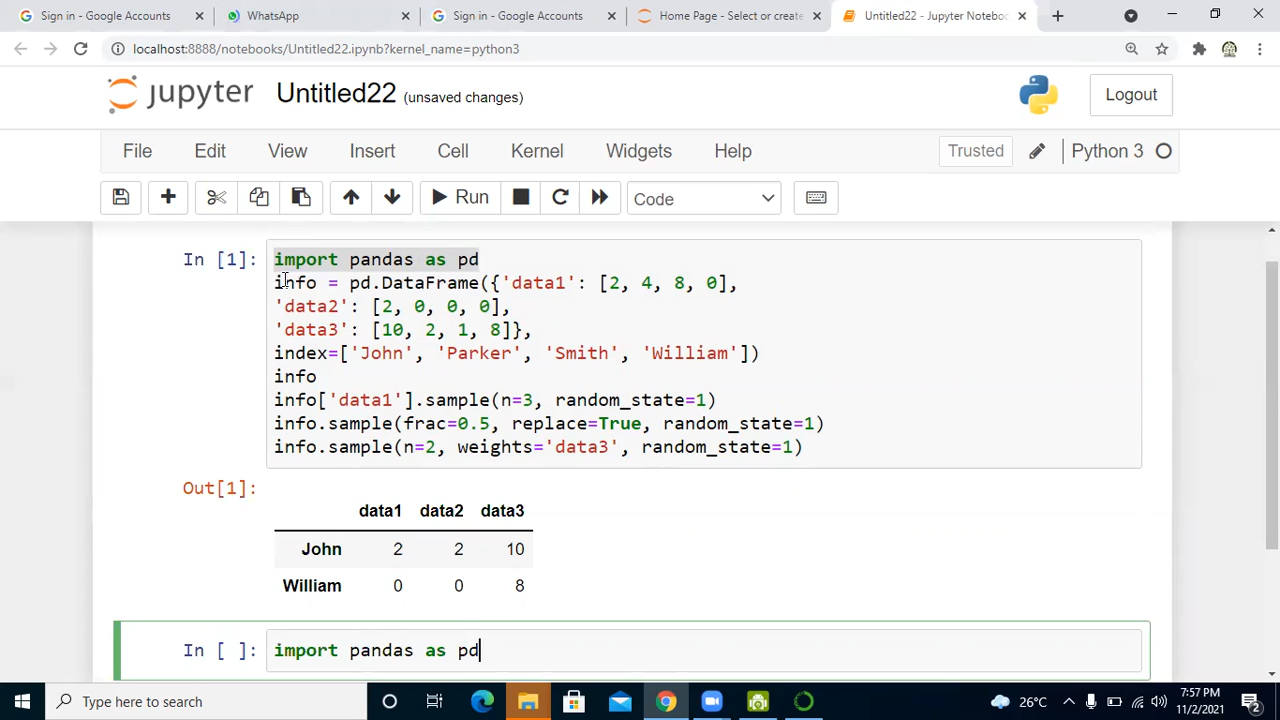 Sign in - Google Accounts
WhatsApp
Sign in - Google Accounts
Home Page - Select or create
Untitled22 - Jupyter Notebo
localhost:8888/notebooks/Untitled22.ipynb?kernel_name=python3
jupyter Untitled22 (unsaved changes)
Logout
File Edit View Insert Cell Kernel Widgets Help Trusted Python 3
Run Code
In [1]: import pandas as pd
info = pd.DataFrame({'data1': [2, 4, 8, 0],
'data2': [2, 0, 0, 0],
'data3': [10, 2, 1, 8]},
index=['John', 'Parker', 'Smith', 'William'])
info
info['data1'].sample(n=3, random_state=1)
info.sample(frac=0.5, replace=True, random_state=1)
info.sample(n=2, weights='data3', random_state=1)
Out[1]:
data1 data2 data3
John 2 2 10
William 0 0 8
In [ ]: import pandas as pd
Type here to search
26°C
7:57 PM
11/2/2021
2